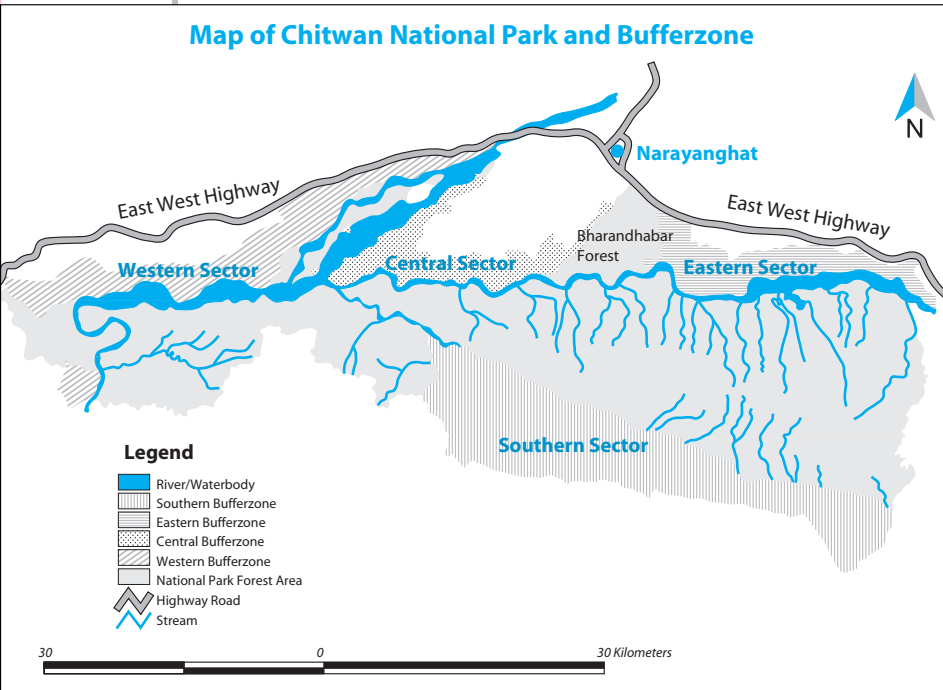 Map of Chitwan National Park and Bufferzone
N
Narayanghat
East West Highway
East West Highway
Bharandhabar
Forest
Western Sector
Central Sector
Eastern Sector
Southern Sector
Legend
River/Waterbody
Southern Bufferzone
Eastern Bufferzone
Central Bufferzone
Western Bufferzone
National Park Forest Area
Highway Road
Stream
30 0 30 Kilometers